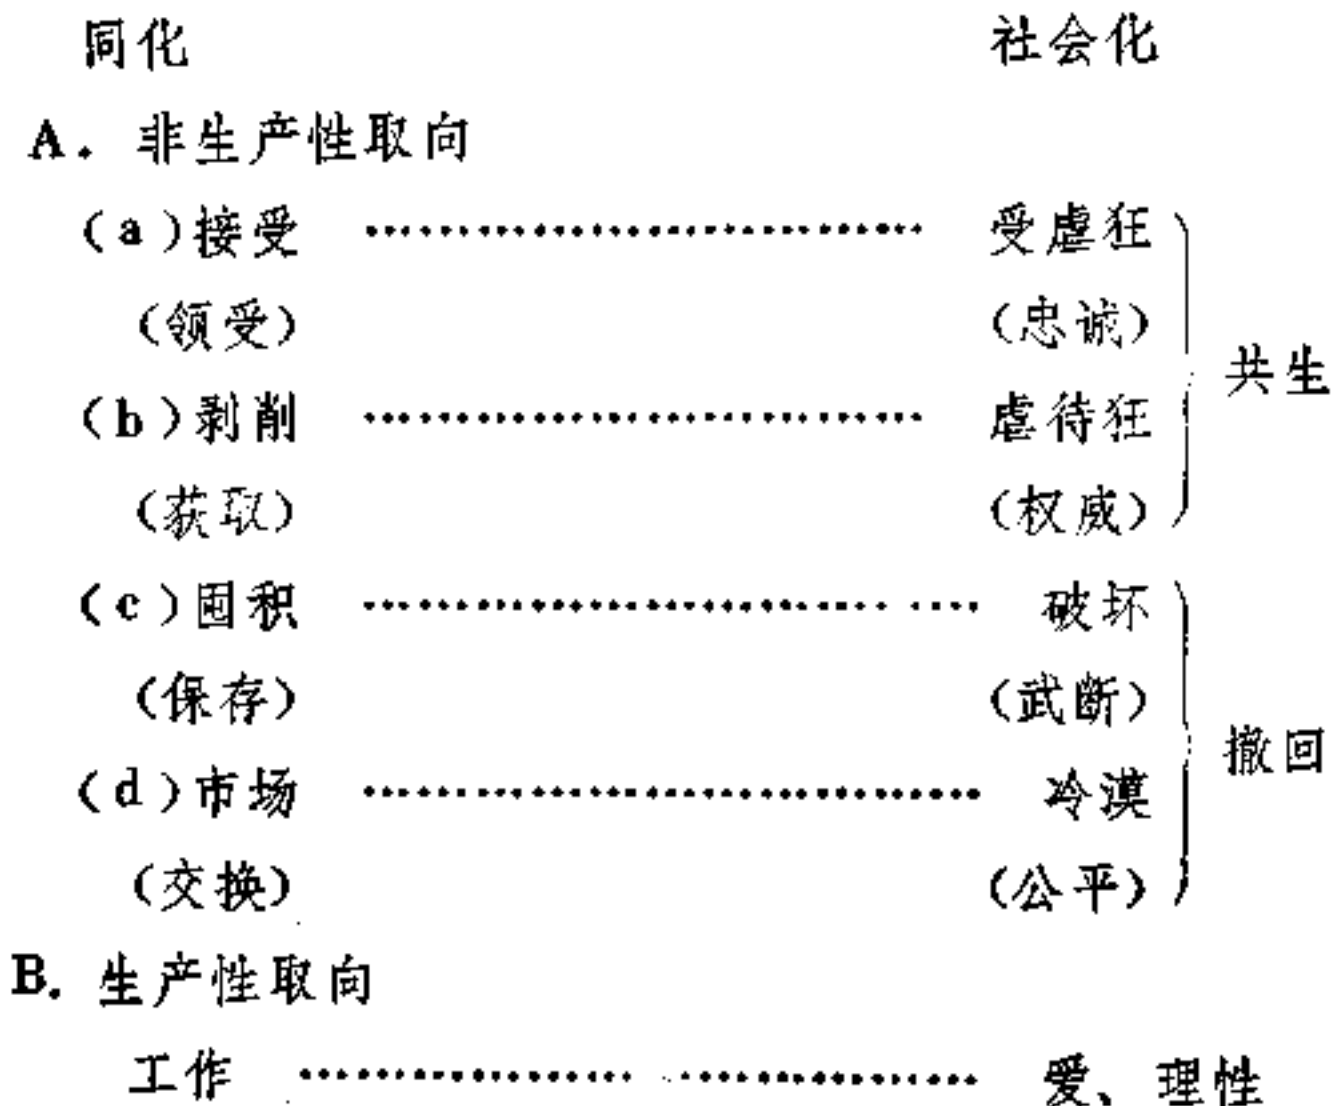 同化 社会化
A. 非生产性取向
(a)接受 …………………………… 受虐狂
(领受) (忠诚)
共生
(b)剥削 …………………………… 虐待狂
(获取) (权威)
(c)囤积 …………………………… 破坏
(保存) (武断)
撤回
(d)市场 …………………………… 冷漠
(交换) (公平)
B. 生产性取向
工作 …………………………… 爱、理性